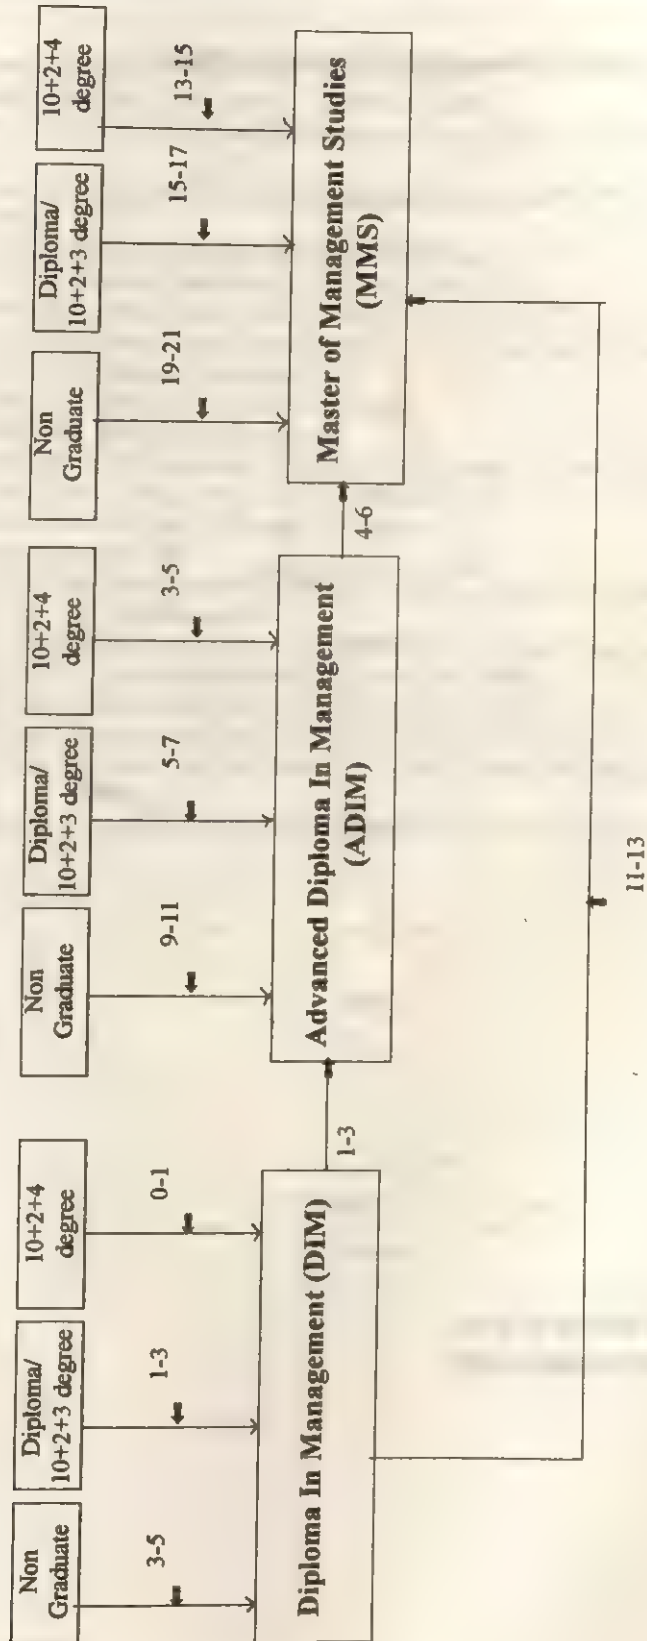 Non
Graduate
Diploma/
10+2+3 degree
10+2+4
degree
Non
Graduate
Diploma/
10+2+3 degree
10+2+4
degree
Non
Graduate
Diploma/
10+2+3 degree
10+2+4
degree
3-5
1-3
0-1
9-11
5-7
3-5
19-21
15-17
13-15
Diploma In Management (DIM)
1-3
Advanced Diploma In Management
(ADIM)
4-6
Master of Management Studies
(MMS)
11-13